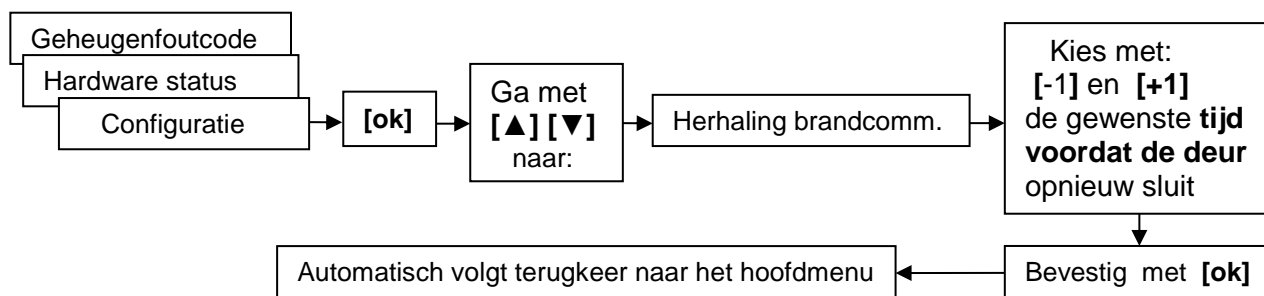 Geheugenfoutcode
Hardware status
Configuratie
[ok]
Ga met
[▲] [▼]
naar:
Herhaling brandcomm.
Kies met:
[-1] en [+1]
de gewenste tijd
voordat de deur
opnieuw sluit
Bevestig met [ok]
Automatisch volgt terugkeer naar het hoofdmenu